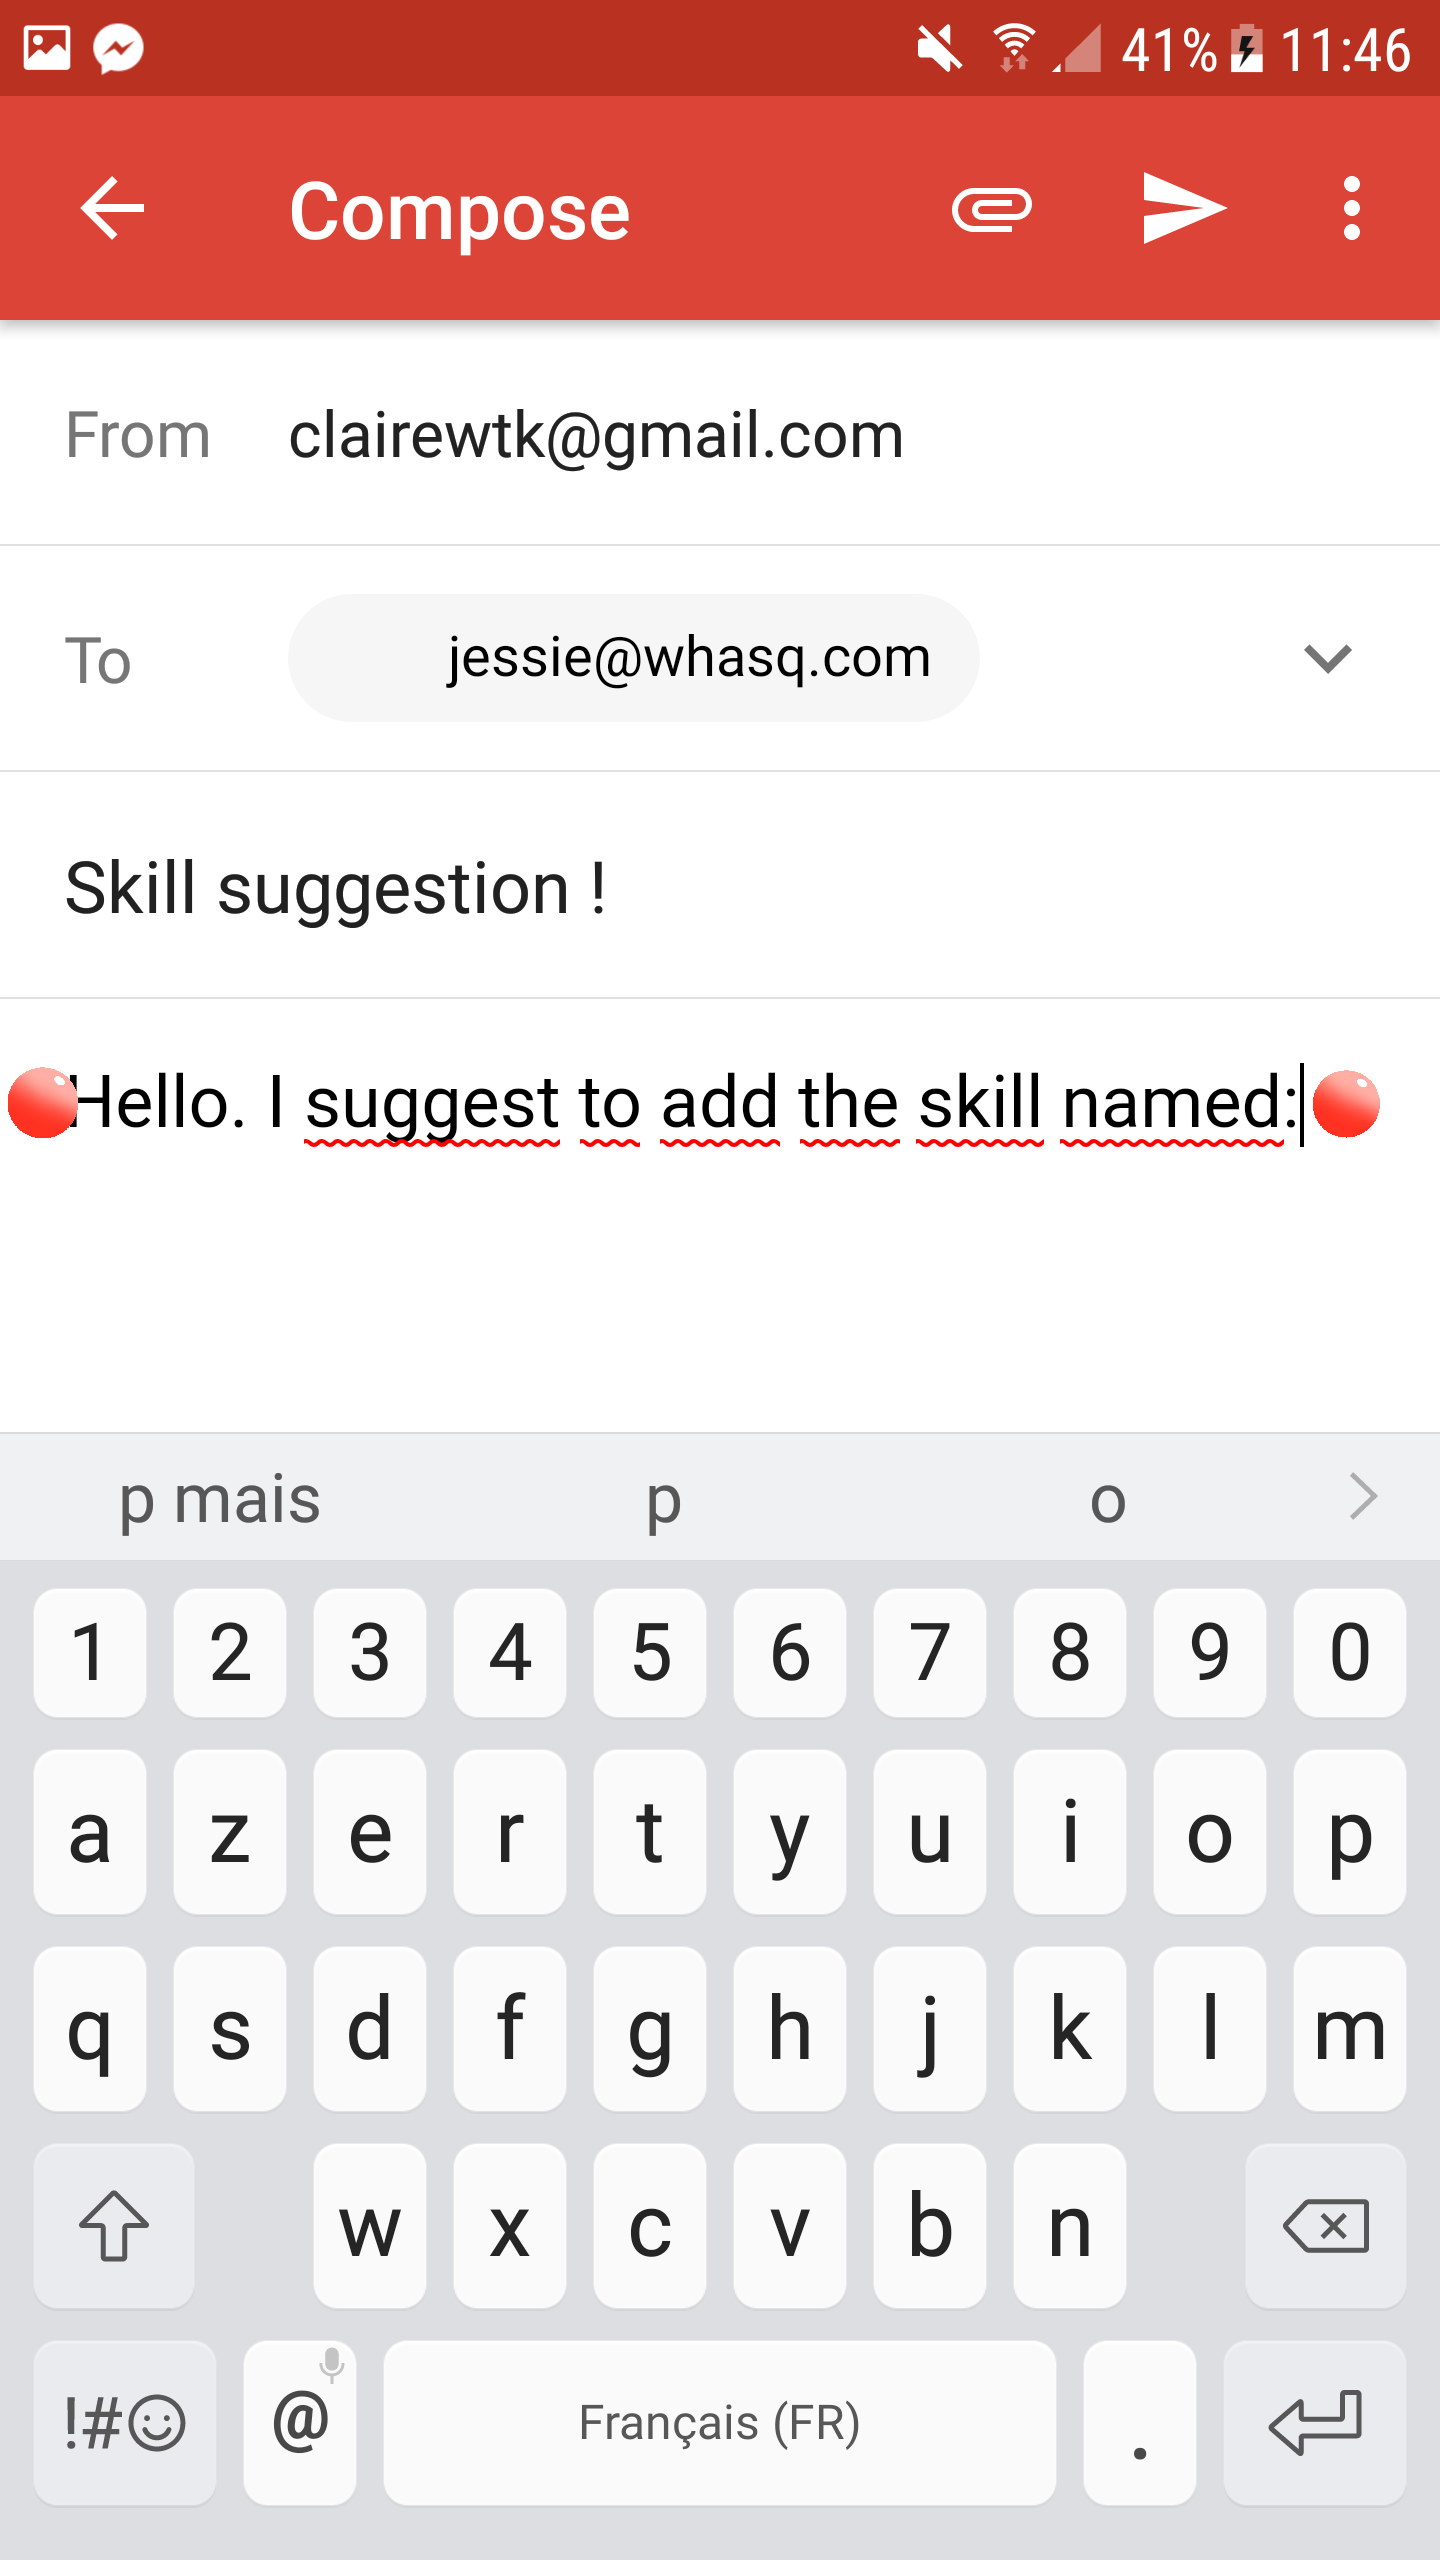 41% 11:46
Compose
From clairewtk@gmail.com
To jessie@whasq.com
Skill suggestion !
Hello. I suggest to add the skill named:
p mais p o
1 2 3 4 5 6 7 8 9 0
a z e r t y u i o p
q s d f g h j k l m
w x c v b n
!#☺ @ Français (FR) .